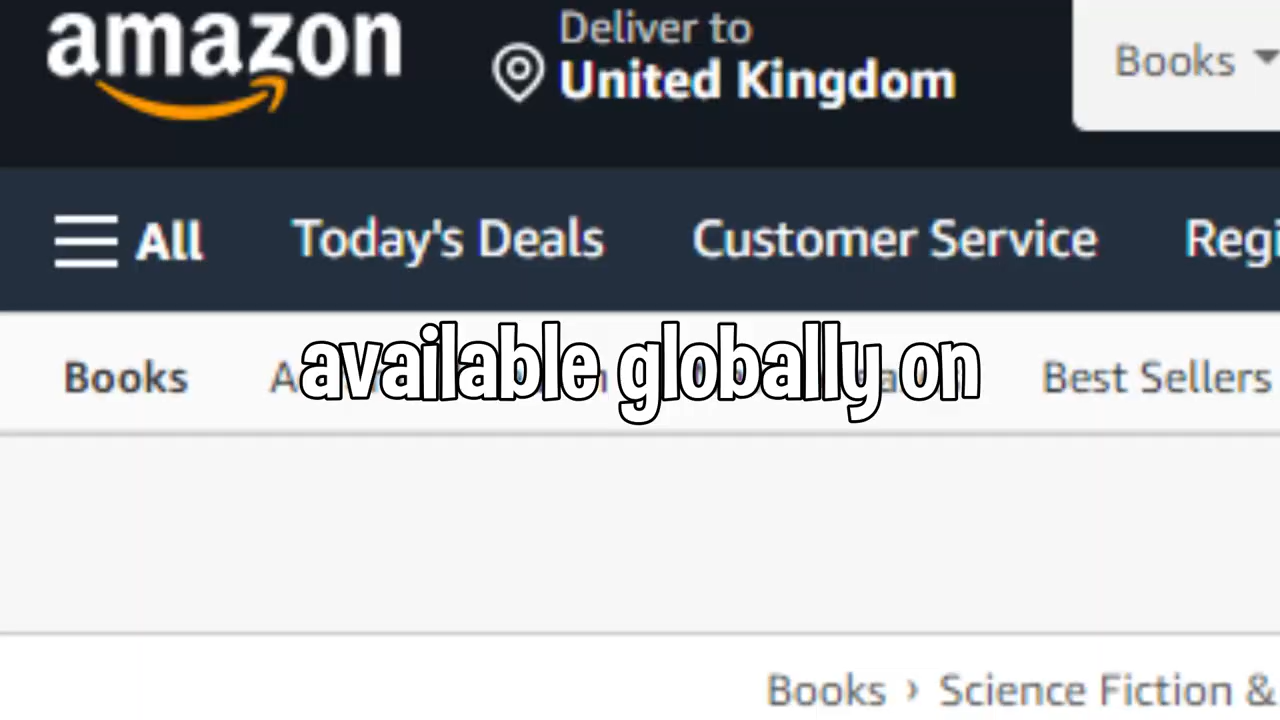 amazon
Deliver to
United Kingdom
Books
All Today's Deals Customer Service
Books
available globally on
Best Sellers
Books › Science Fiction &